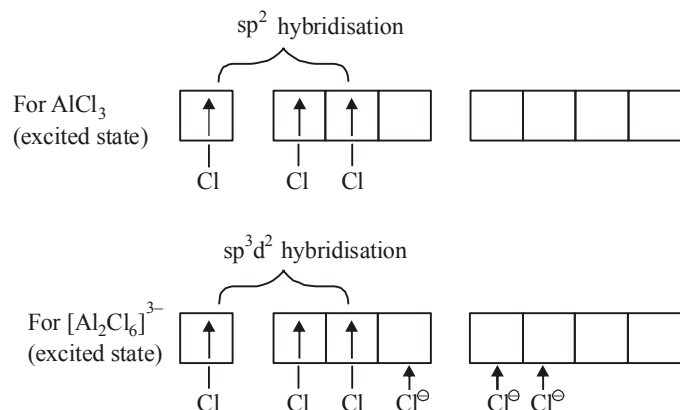 sp² hybridisation
For AlCl₃
(excited state)
Cl Cl Cl
sp³d² hybridisation
For [Al₂Cl₆]³⁻
(excited state)
Cl Cl Cl Cl⊖ Cl⊖ Cl⊖